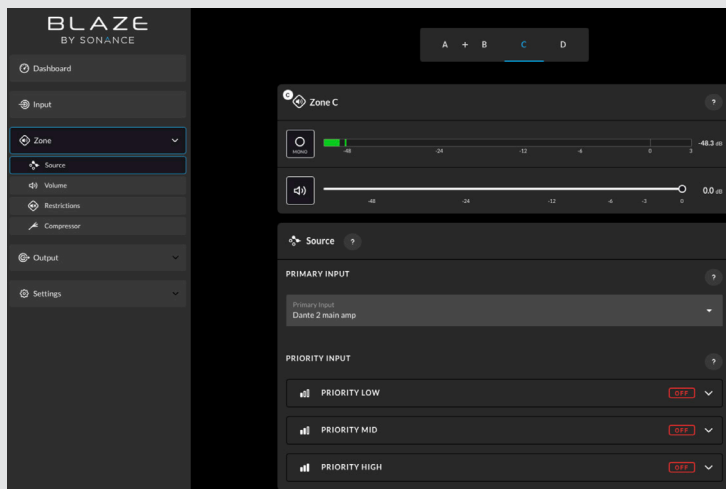 BLAZE
BY SONANCE
Dashboard
Input
Zone
Source
Volume
Restrictions
Compressor
Output
Settings
A + B C D
C Zone C ?
MONO -48 -24 -12 -6 0 3 -48.3 dB
-48 -24 -12 -6 -3 0 0.0 dB
Source ?
PRIMARY INPUT ?
Primary Input
Dante 2 main amp
PRIORITY INPUT ?
PRIORITY LOW OFF
PRIORITY MID OFF
PRIORITY HIGH OFF